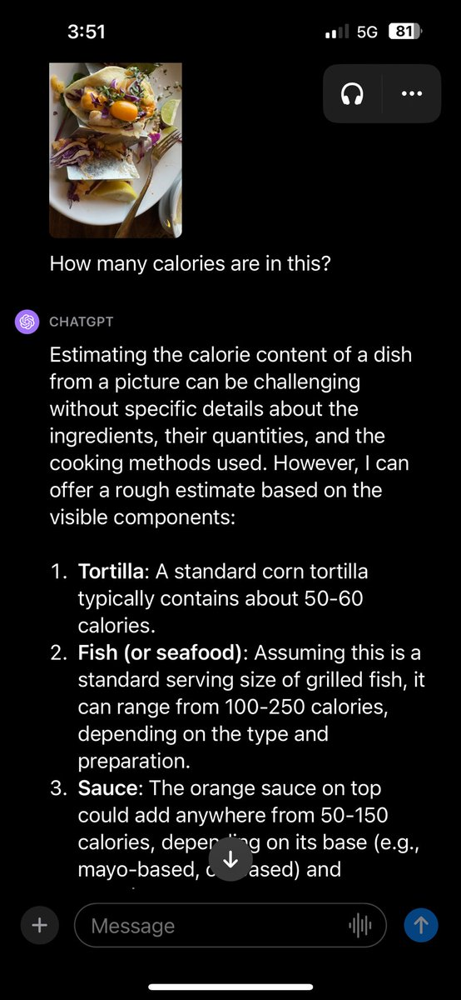 3:51
5G 81
How many calories are in this?
CHATGPT
Estimating the calorie content of a dish
from a picture can be challenging
without specific details about the
ingredients, their quantities, and the
cooking methods used. However, I can
offer a rough estimate based on the
visible components:
1. Tortilla: A standard corn tortilla
typically contains about 50-60
calories.
2. Fish (or seafood): Assuming this is a
standard serving size of grilled fish, it
can range from 100-250 calories,
depending on the type and
preparation.
3. Sauce: The orange sauce on top
could add anywhere from 50-150
calories, depending on its base (e.g.,
mayo-based, and
Message